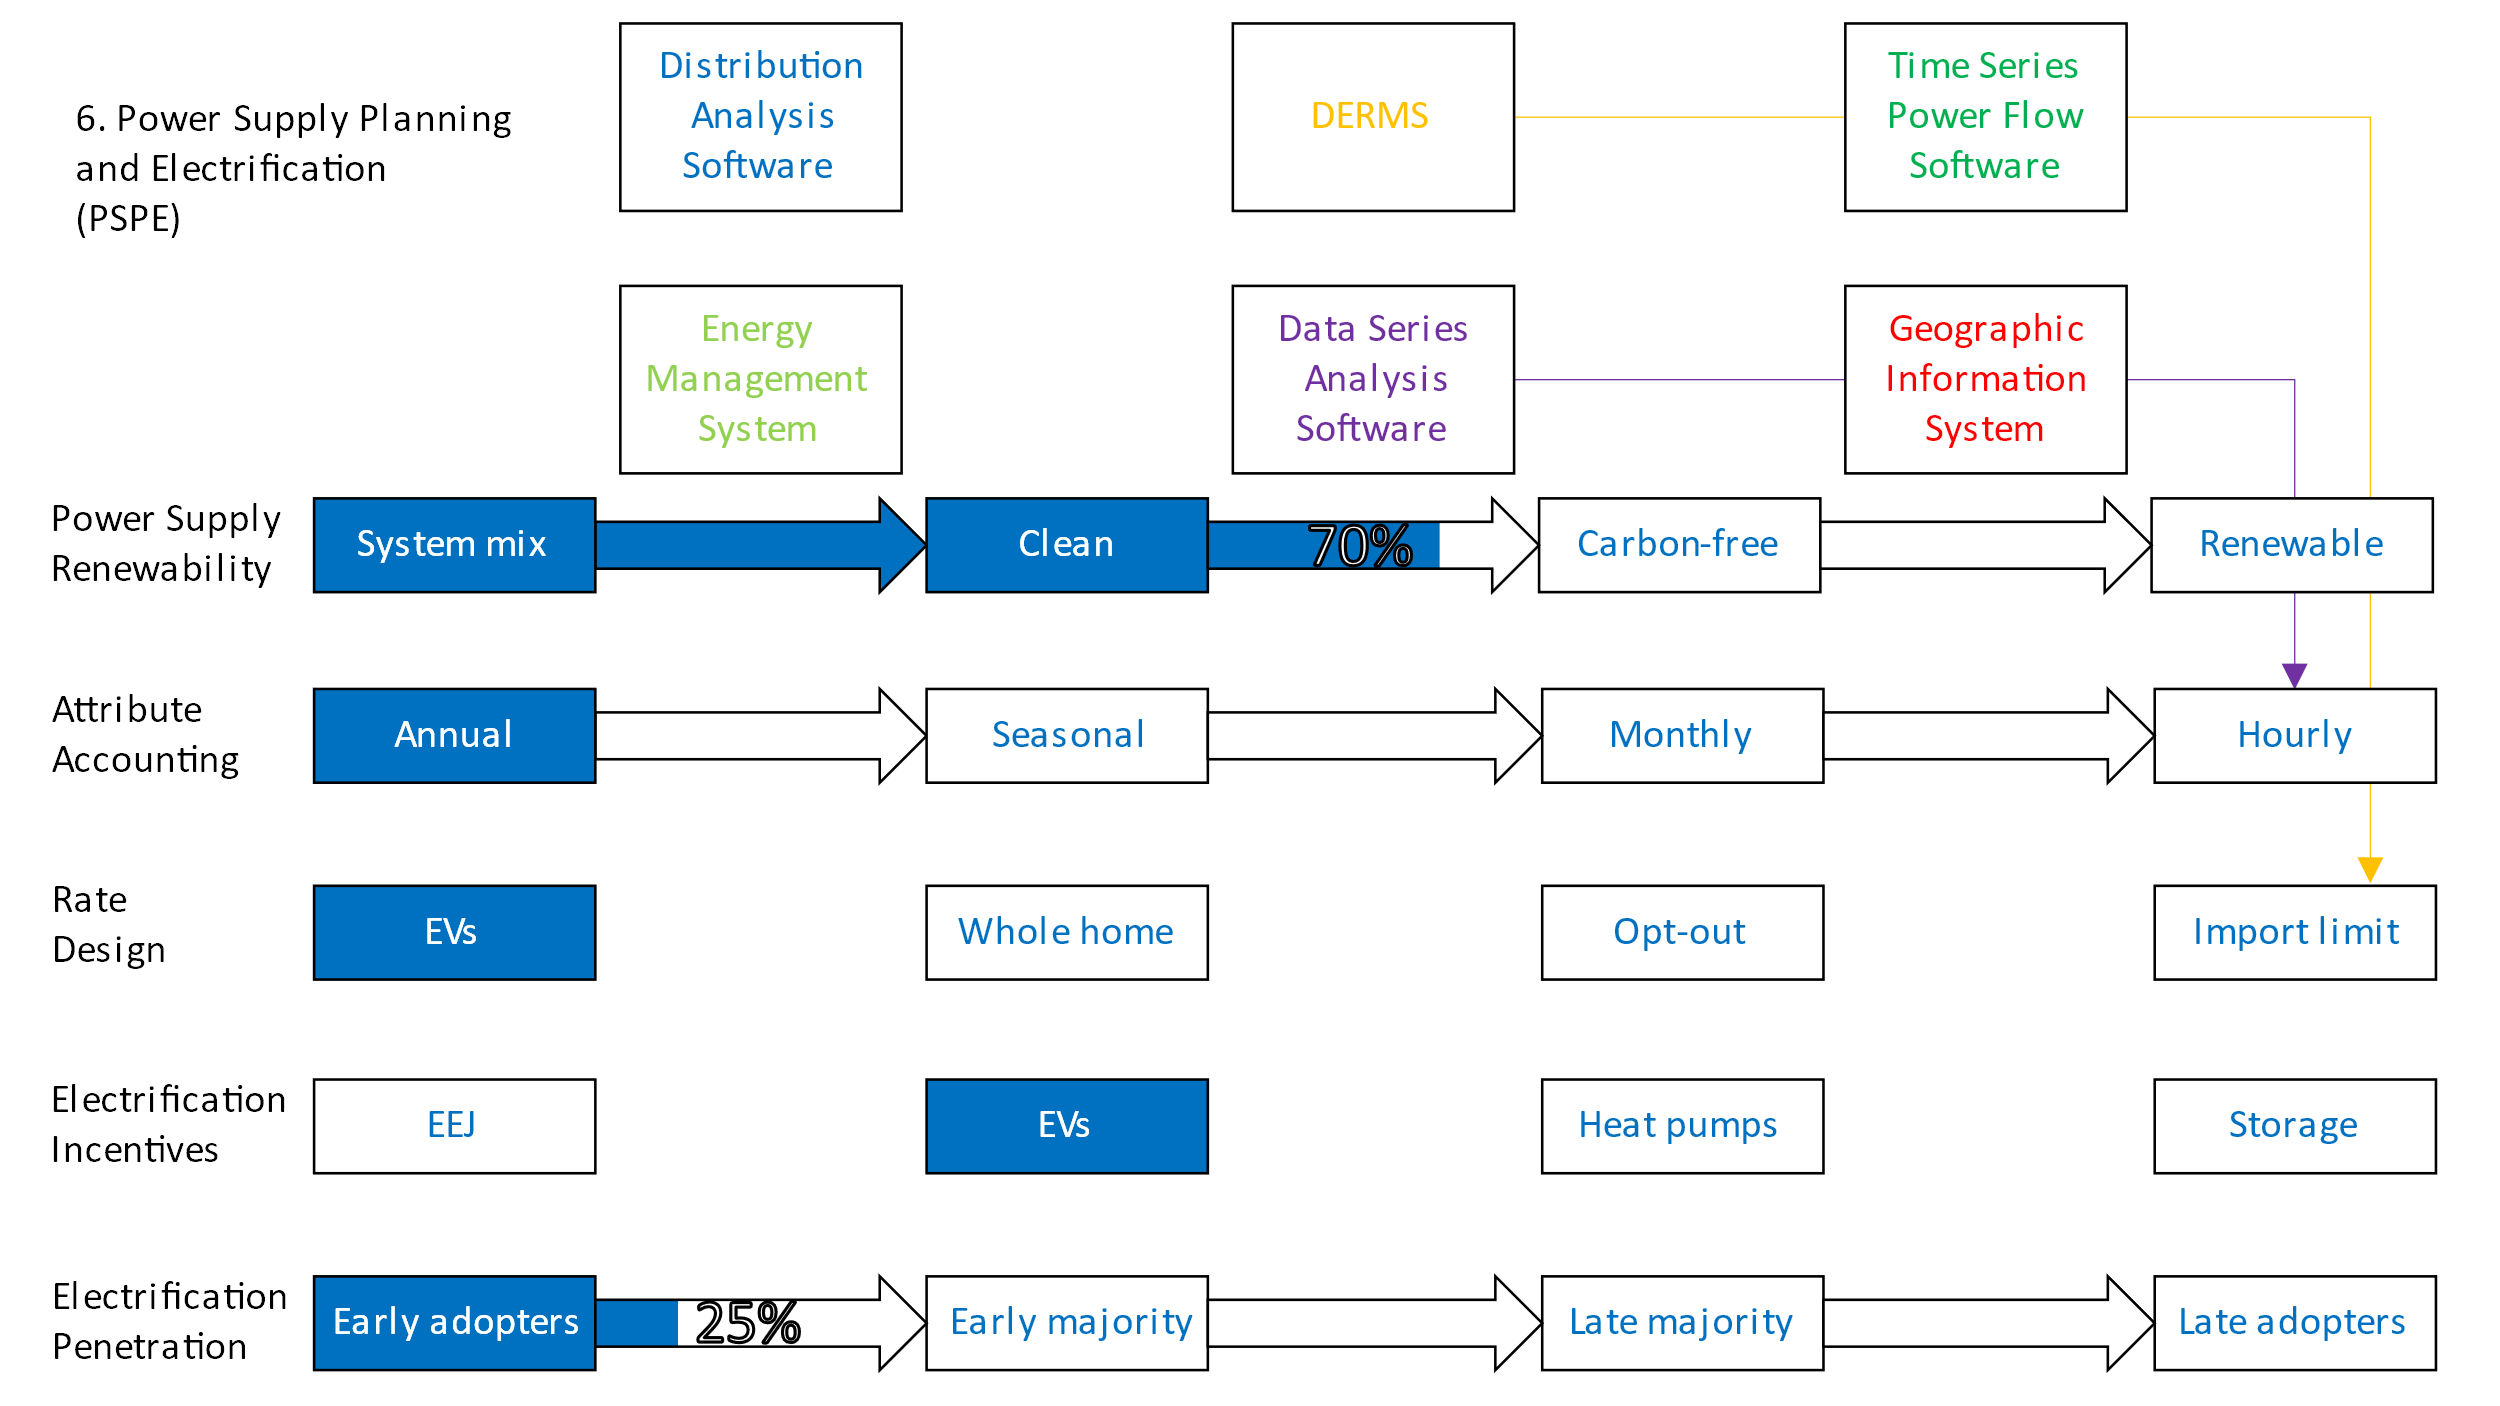 6. Power Supply Planning
and Electrification
(PSPE)
Distribution
Analysis
Software
DERMS
Time Series
Power Flow
Software
Energy
Management
System
Data Series
Analysis
Software
Geographic
Information
System
Power Supply
Renewability
System mix
Clean
70%
Carbon-free
Renewable
Attribute
Accounting
Annual
Seasonal
Monthly
Hourly
Rate
Design
EVs
Whole home
Opt-out
Import limit
Electrification
Incentives
EEJ
EVs
Heat pumps
Storage
Electrification
Penetration
Early adopters
25%
Early majority
Late majority
Late adopters